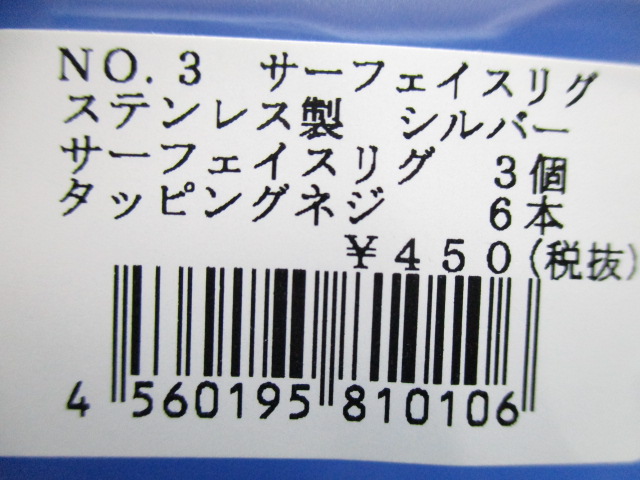 NO.3 サーフェイスリグ
ステンレス製 シルバー
サーフェイスリグ 3個
タッピングネジ 6本
￥450(税抜)
4 560195 810106